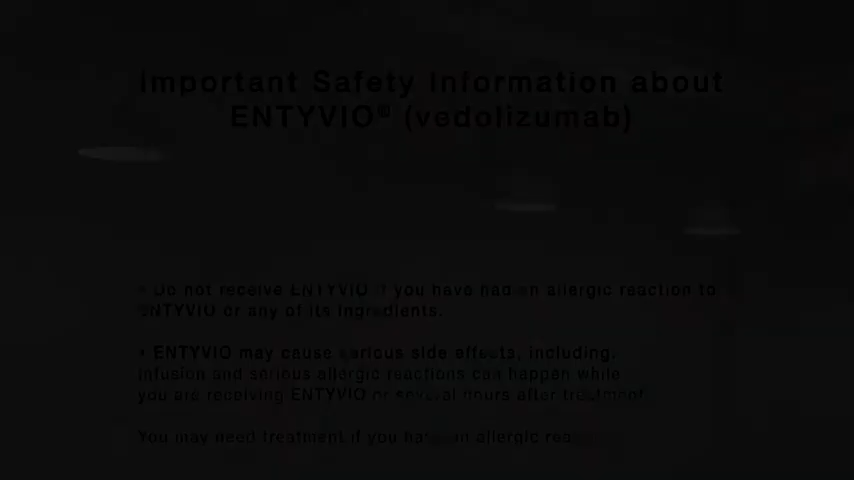 Important Safety Information about
ENTYVIO® (vedolizumab)
• Do not receive ENTYVIO if you have had an allergic reaction to
ENTYVIO or any of its ingredients.
• ENTYVIO may cause serious side effects, including:
Infusion and serious allergic reactions can happen while
you are receiving ENTYVIO or several hours after treatment.
You may need treatment if you have an allergic